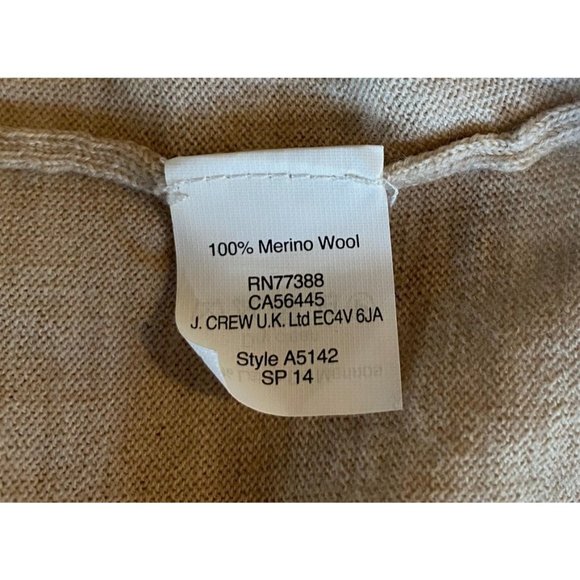 100% Merino Wool
RN77388
CA56445
J. CREW U.K. Ltd EC4V 6JA
Style A5142
SP 14